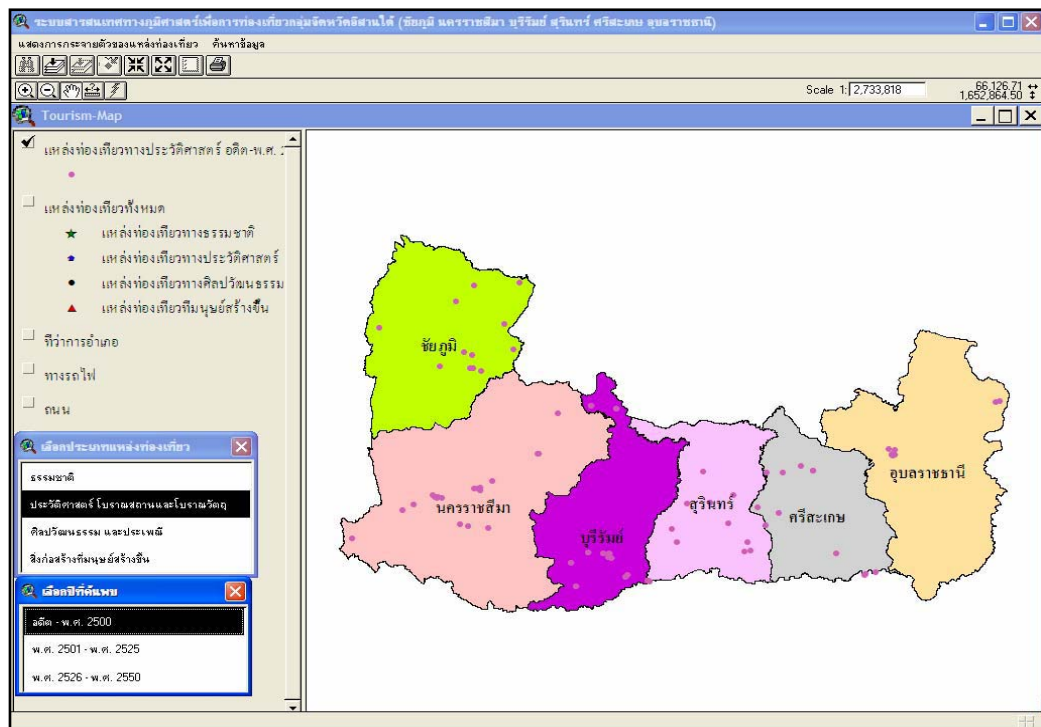 ระบบสารสนเทศทางภูมิศาสตร์เพื่อการท่องเที่ยวกลุ่มจังหวัดอีสานใต้ (ชัยภูมิ นครราชสีมา บุรีรัมย์ สุรินทร์ ศรีสะเกษ อุบลราชธานี)
แสดงการกระจายตัวของแหล่งท่องเที่ยว ค้นหาข้อมูล
Scale 1: 2,733,818
66,126.71
1,652,864.50
Tourism-Map
แหล่งท่องเที่ยวทางประวัติศาสตร์ อดีต-พ.ศ. 2
แหล่งท่องเที่ยวทั้งหมด
แหล่งท่องเที่ยวทางธรรมชาติ
แหล่งท่องเที่ยวทางประวัติศาสตร์
แหล่งท่องเที่ยวทางศิลปวัฒนธรรม
แหล่งท่องเที่ยวที่มนุษย์สร้างขึ้น
ที่ว่าการอำเภอ
ทางรถไฟ
ถนน
เลือกประเภทแหล่งท่องเที่ยว
ธรรมชาติ
ประวัติศาสตร์ โบราณสถานและโบราณวัตถุ
ศิลปวัฒนธรรม และประเพณี
สิ่งก่อสร้างที่มนุษย์สร้างขึ้น
เลือกปีที่ค้นพบ
อดีต - พ.ศ. 2500
พ.ศ. 2501 - พ.ศ. 2525
พ.ศ. 2526 - พ.ศ. 2550
ชัยภูมิ
นครราชสีมา
บุรีรัมย์
สุรินทร์
ศรีสะเกษ
อุบลราชธานี